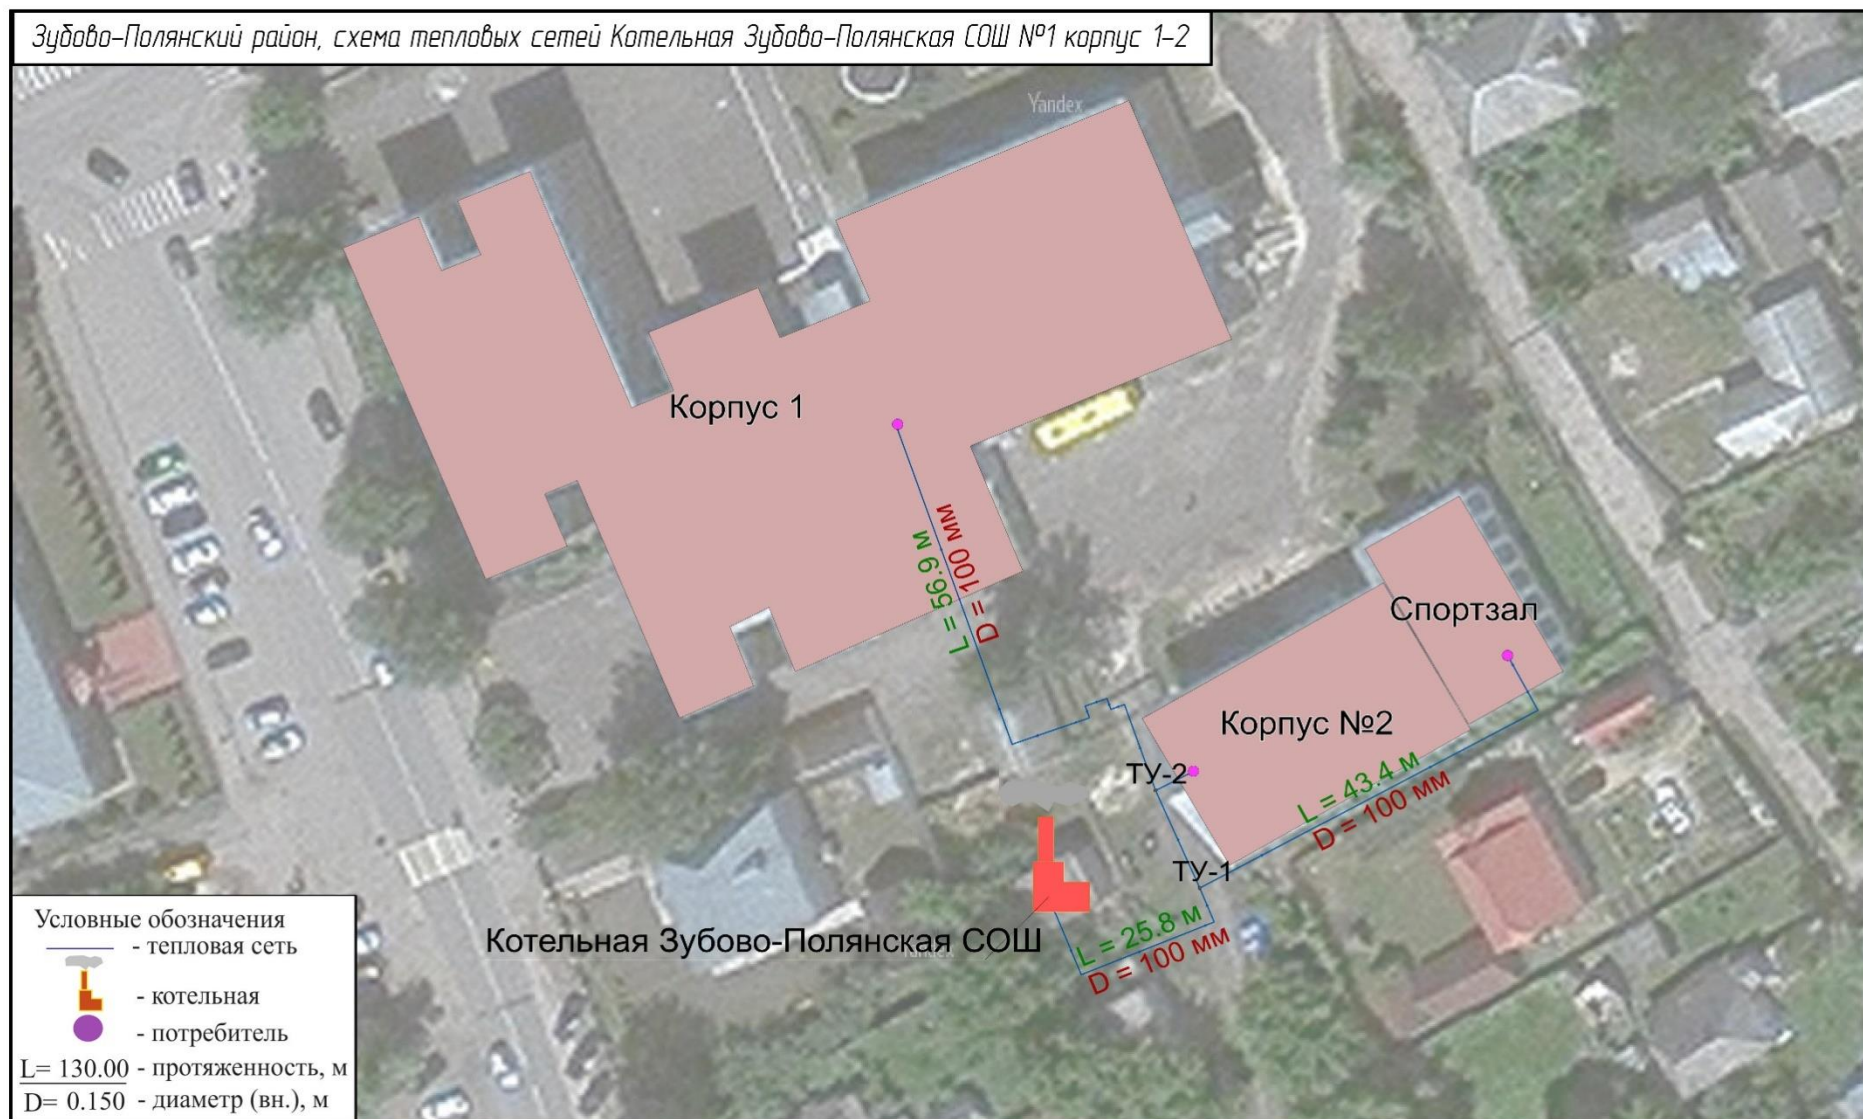 Зубово-Полянский район, схема тепловых сетей Котельная Зубово-Полянская СОШ №1 корпус 1-2
Yandex
Корпус 1
L = 56.9 м
D = 100 мм
Спортзал
Корпус №2
ТУ-2
L = 43.4 м
D = 100 мм
ТУ-1
L = 25.8 м
D = 100 мм
Котельная Зубово-Полянская СОШ
Yandex
Условные обозначения
- тепловая сеть
- котельная
- потребитель
L= 130.00 - протяженность, м
D= 0.150 - диаметр (вн.), м